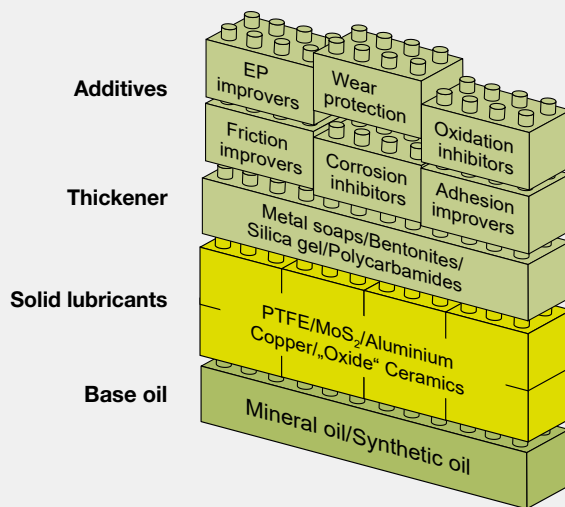 Additives
EP
improvers
Wear
protection
Oxidation
inhibitors
Friction
improvers
Corrosion
inhibitors
Adhesion
improvers
Thickener
Metal soaps/Bentonites/
Silica gel/Polycarbamides
Solid lubricants
PTFE/MoS₂/Aluminium
Copper/„Oxide“ Ceramics
Base oil
Mineral oil/Synthetic oil